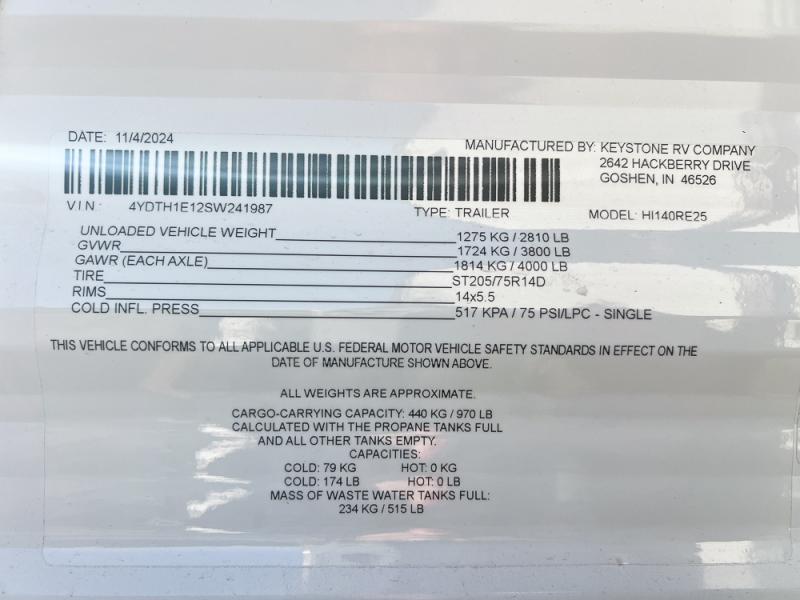 DATE: 11/4/2024
MANUFACTURED BY: KEYSTONE RV COMPANY
2642 HACKBERRY DRIVE
GOSHEN, IN 46526
VIN: 4YDTH1E12SW241987 TYPE: TRAILER MODEL: HI140RE25
UNLOADED VEHICLE WEIGHT 1275 KG / 2810 LB
GVWR 1724 KG / 3800 LB
GAWR (EACH AXLE) 1814 KG / 4000 LB
TIRE ST205/75R14D
RIMS 14x5.5
COLD INFL. PRESS 517 KPA / 75 PSI/LPC - SINGLE
THIS VEHICLE CONFORMS TO ALL APPLICABLE U.S. FEDERAL MOTOR VEHICLE SAFETY STANDARDS IN EFFECT ON THE
DATE OF MANUFACTURE SHOWN ABOVE.
ALL WEIGHTS ARE APPROXIMATE.
CARGO-CARRYING CAPACITY: 440 KG / 970 LB
CALCULATED WITH THE PROPANE TANKS FULL
AND ALL OTHER TANKS EMPTY.
CAPACITIES:
COLD: 79 KG HOT: 0 KG
COLD: 174 LB HOT: 0 LB
MASS OF WASTE WATER TANKS FULL:
234 KG / 515 LB